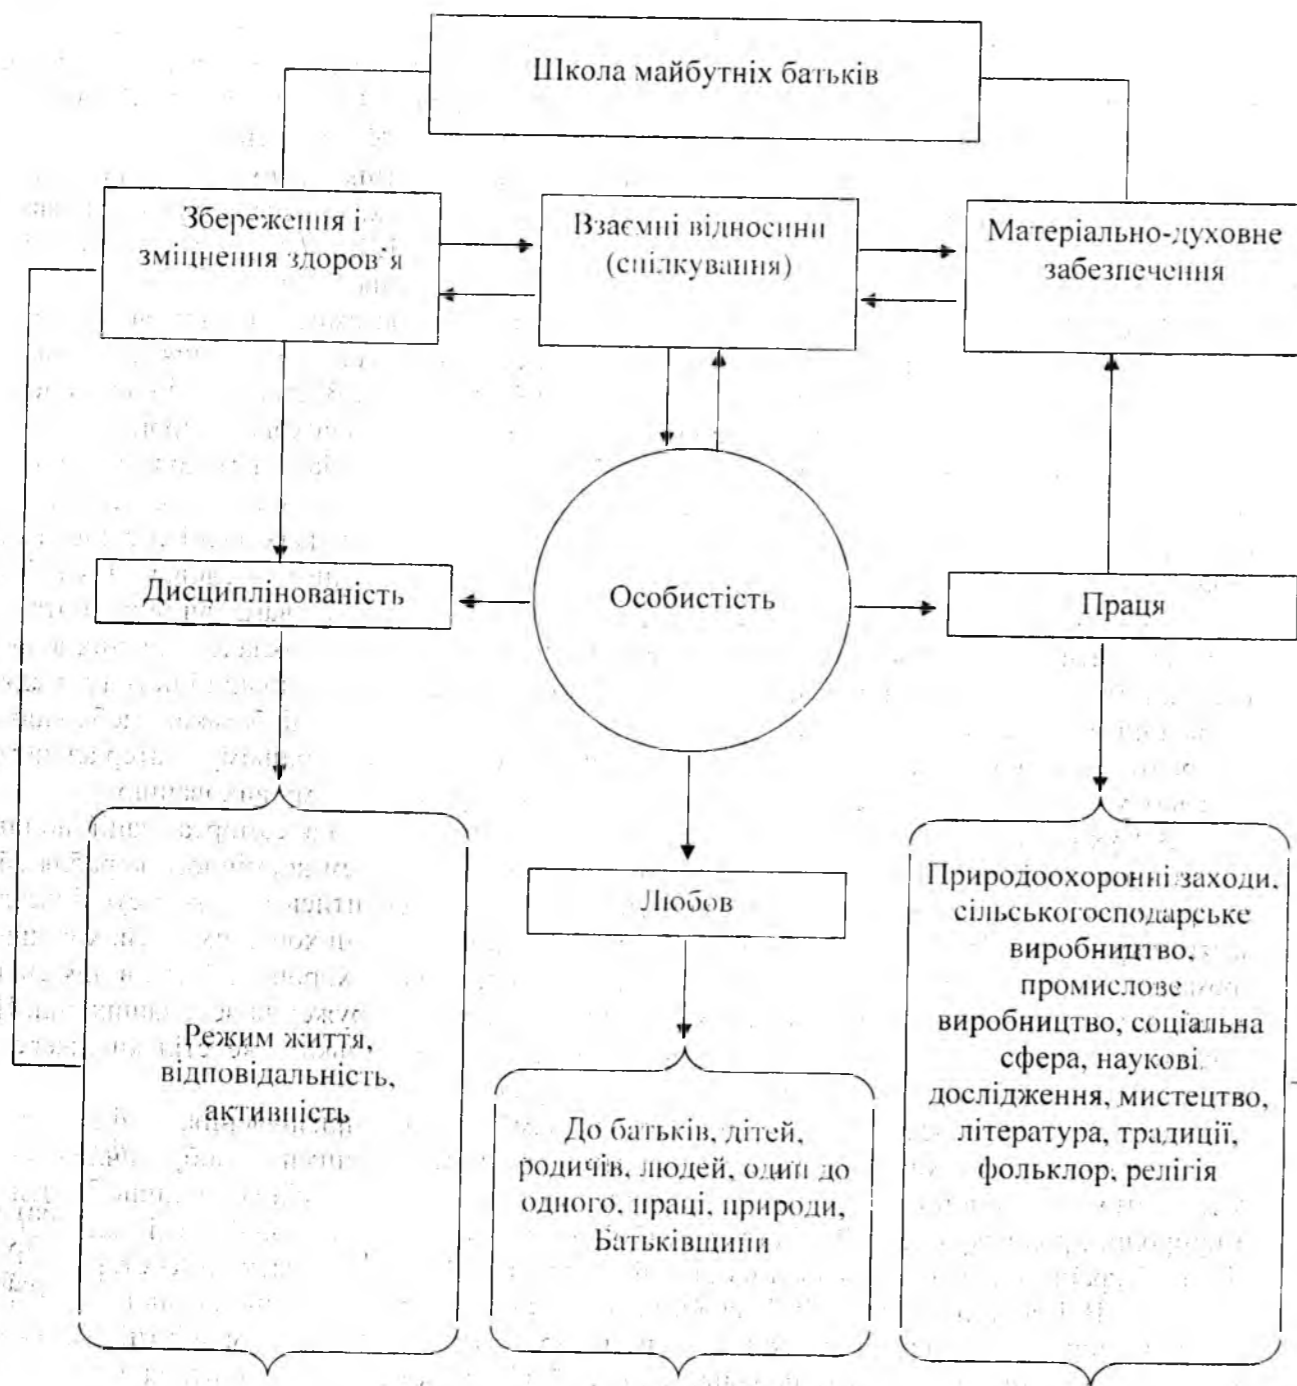 Школа майбутніх батьків
Збереження і
зміцнення здоров`я
Взаємні відносини
(спілкування)
Матеріально-духовне
забезпечення
Дисциплінованість
Особистість
Праця
Любов
Режим життя,
відповідальність,
активність
До батьків, дітей,
родичів, людей, один до
одного, праці, природи,
Батьківщини
Природоохоронні заходи,
сільськогосподарське
виробництво,
промислове
виробництво, соціальна
сфера, наукові
дослідження, мистецтво,
література, традиції,
фольклор, релігія